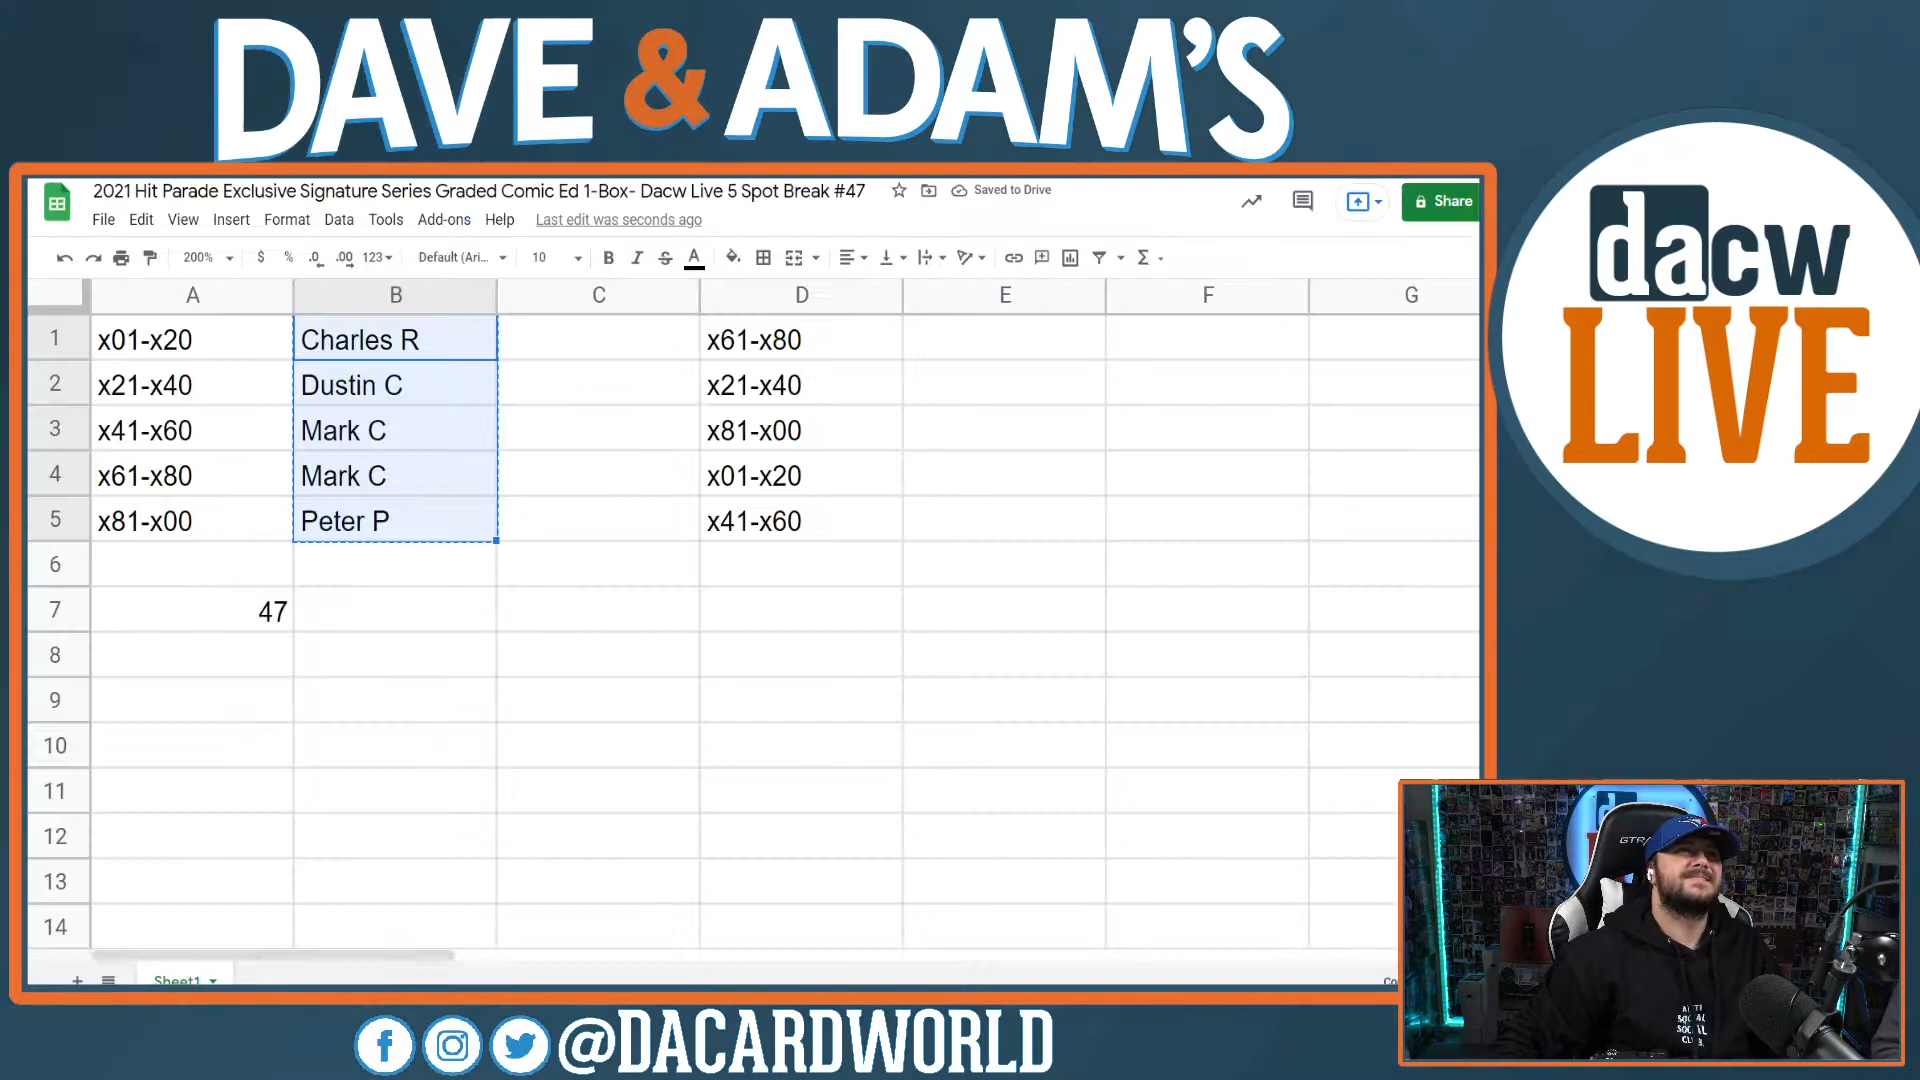 DAVE & ADAM'S
2021 Hit Parade Exclusive Signature Series Graded Comic Ed 1-Box- Dacw Live 5 Spot Break #47
Saved to Drive
Share
File Edit View Insert Format Data Tools Add-ons Help Last edit was seconds ago
200% $ % .0 .00 123 Default (Ari... 10 B I S A Σ
A B C D E F G
1 x01-x20 Charles R x61-x80
2 x21-x40 Dustin C x21-x40
3 x41-x60 Mark C x81-x00
4 x61-x80 Mark C x01-x20
5 x81-x00 Peter P x41-x60
6
7 47
8
9
10
11
12
13
14
Sheet1
dacw
LIVE
@DACARDWORLD